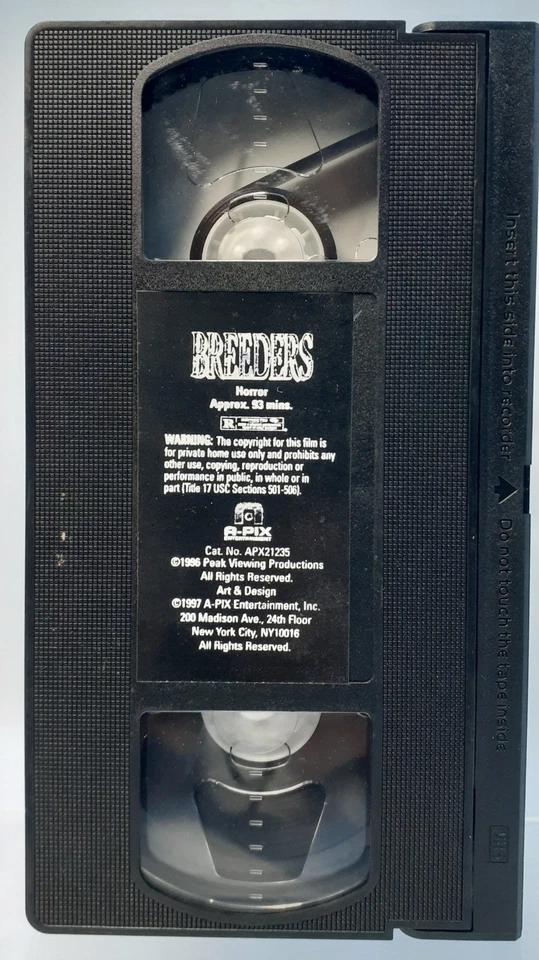 BREEDERS
Horror
Approx. 93 mins.
R
WARNING: The copyright for this film is
for private home use only and prohibits any
other use, copying, reproduction or
performance in public, in whole or in
part (Title 17 USC Sections 501-506).
A-PIX
ENTERTAINMENT
Cat. No. APX21235
©1996 Peak Viewing Productions
All Rights Reserved.
Art & Design
©1997 A-PIX Entertainment, Inc.
200 Madison Ave., 24th Floor
New York City, NY10016
All Rights Reserved.
Insert this side into recorder Do not touch the tape inside
VHS